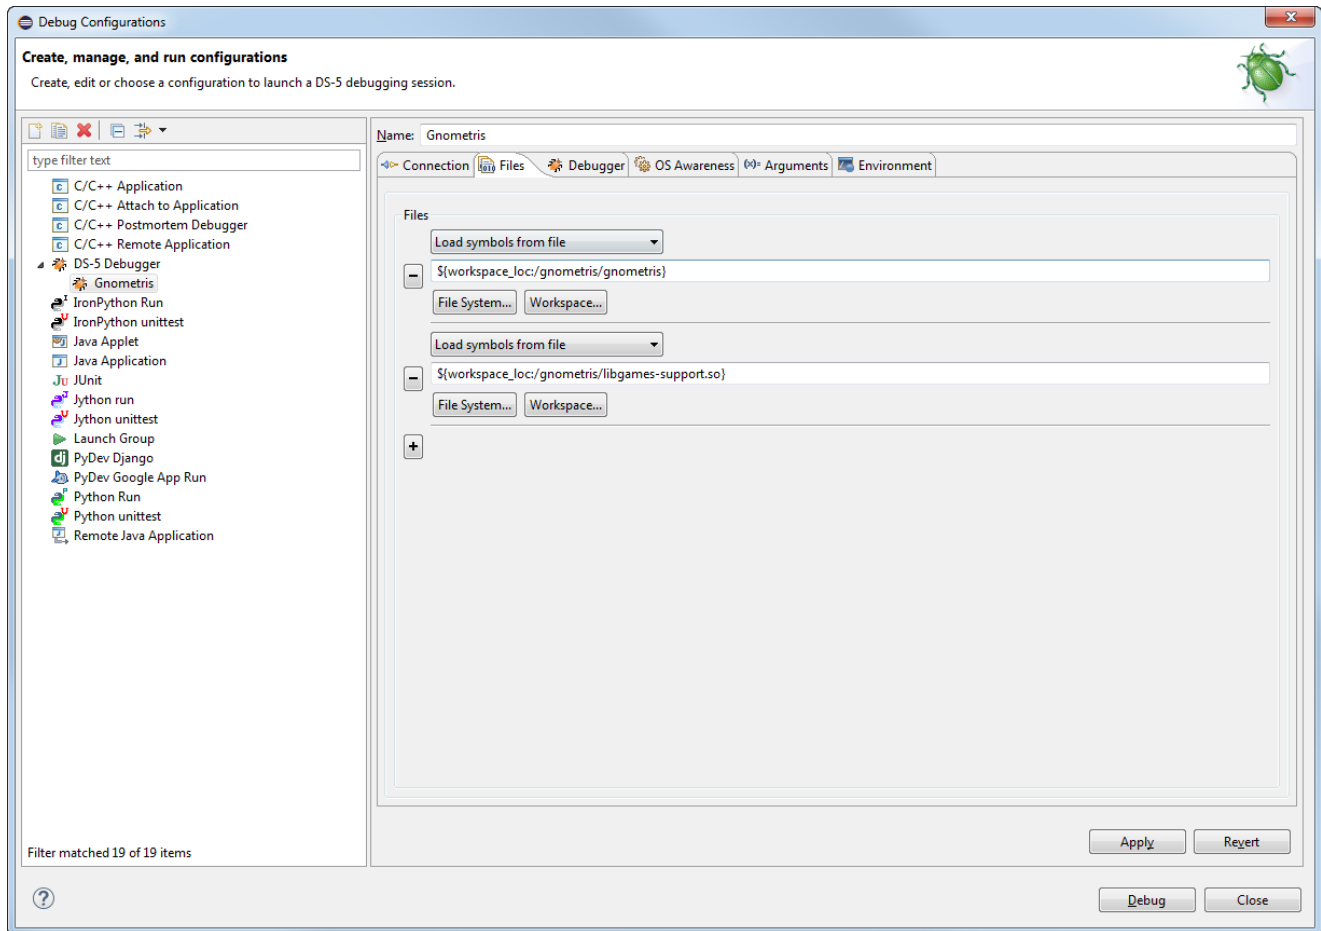 Debug Configurations
x
Create, manage, and run configurations
Create, edit or choose a configuration to launch a DS-5 debugging session.
type filter text
C/C++ Application
C/C++ Attach to Application
C/C++ Postmortem Debugger
C/C++ Remote Application
DS-5 Debugger
Gnometris
IronPython Run
IronPython unittest
Java Applet
Java Application
JUnit
Jython run
Jython unittest
Launch Group
PyDev Django
PyDev Google App Run
Python Run
Python unittest
Remote Java Application
Filter matched 19 of 19 items
Name: Gnometris
Connection Files Debugger OS Awareness Arguments Environment
Files
Load symbols from file
${workspace_loc:/gnometris/gnometris}
File System... Workspace...
Load symbols from file
${workspace_loc:/gnometris/libgames-support.so}
File System... Workspace...
Apply Revert
? Debug Close